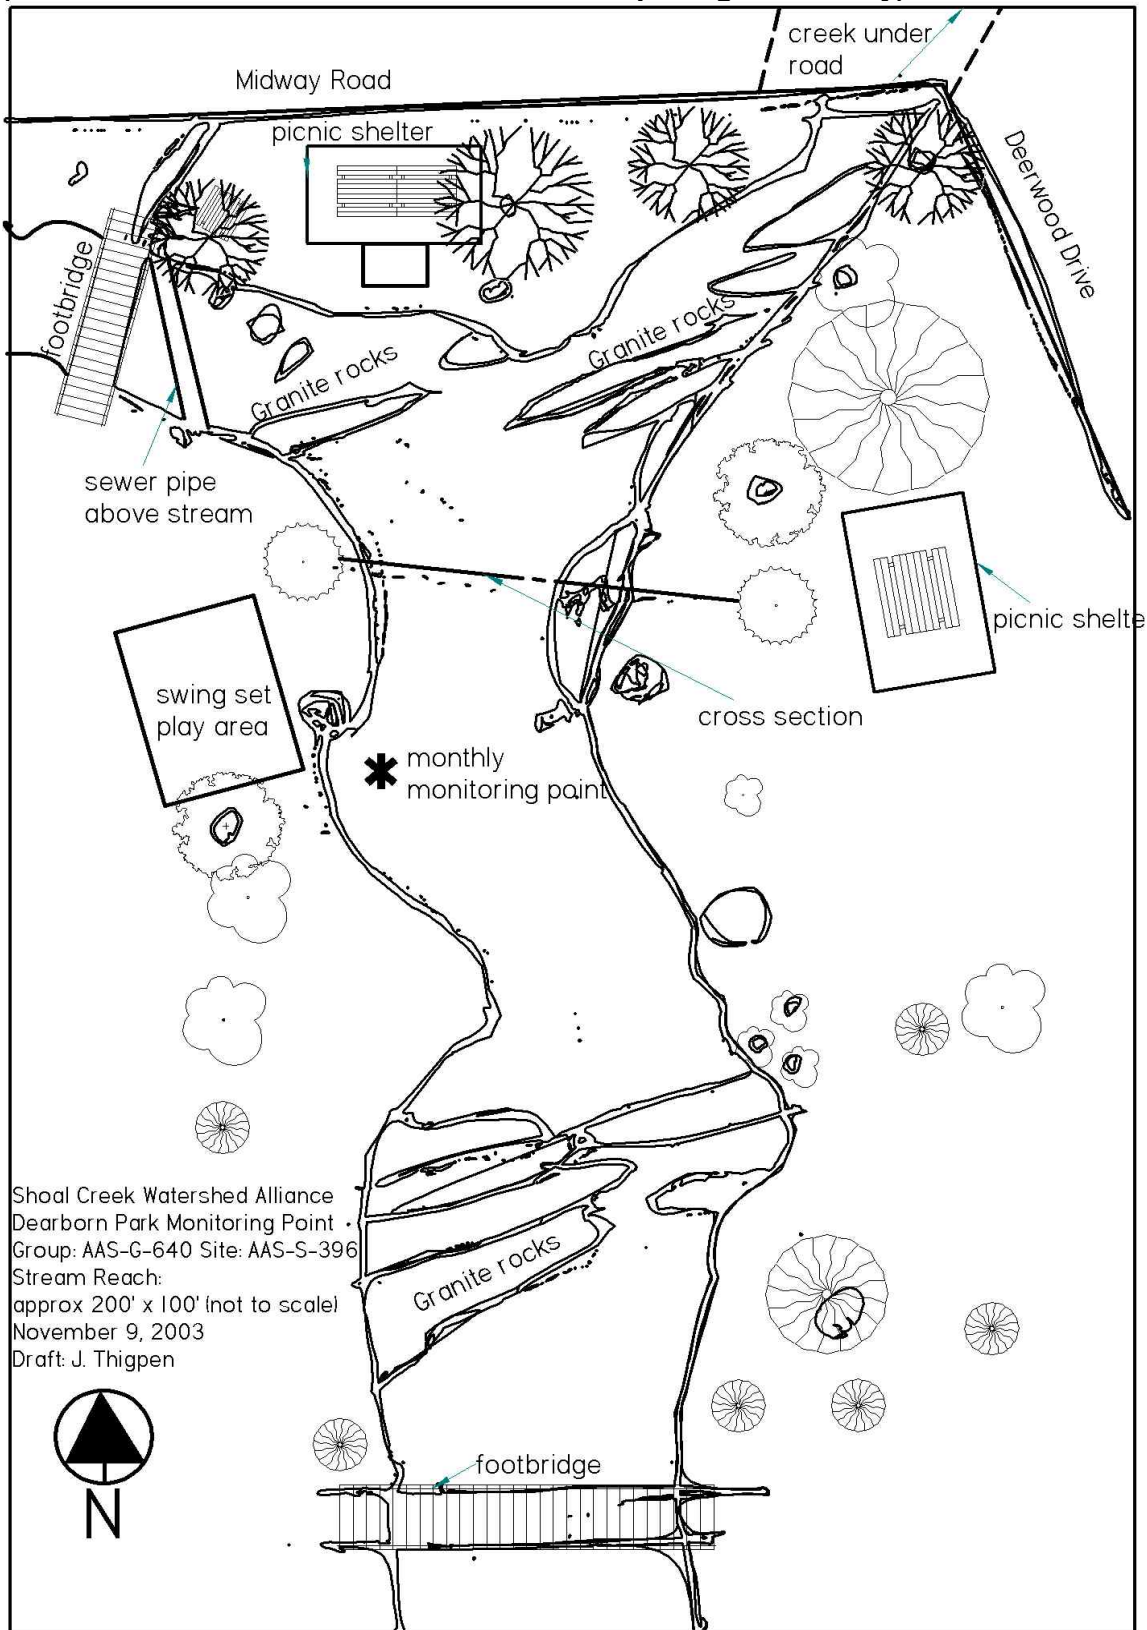 creek under
road
Midway Road
picnic shelter
Deerwood Drive
footbridge
Granite rocks
Granite rocks
sewer pipe
above stream
picnic shelte
swing set
play area
cross section
monthly
monitoring point
Shoal Creek Watershed Alliance
Dearborn Park Monitoring Point
Group: AAS-G-640 Site: AAS-S-396
Stream Reach:
approx 200' x 100' (not to scale)
November 9, 2003
Draft: J. Thigpen
Granite rocks
footbridge
N